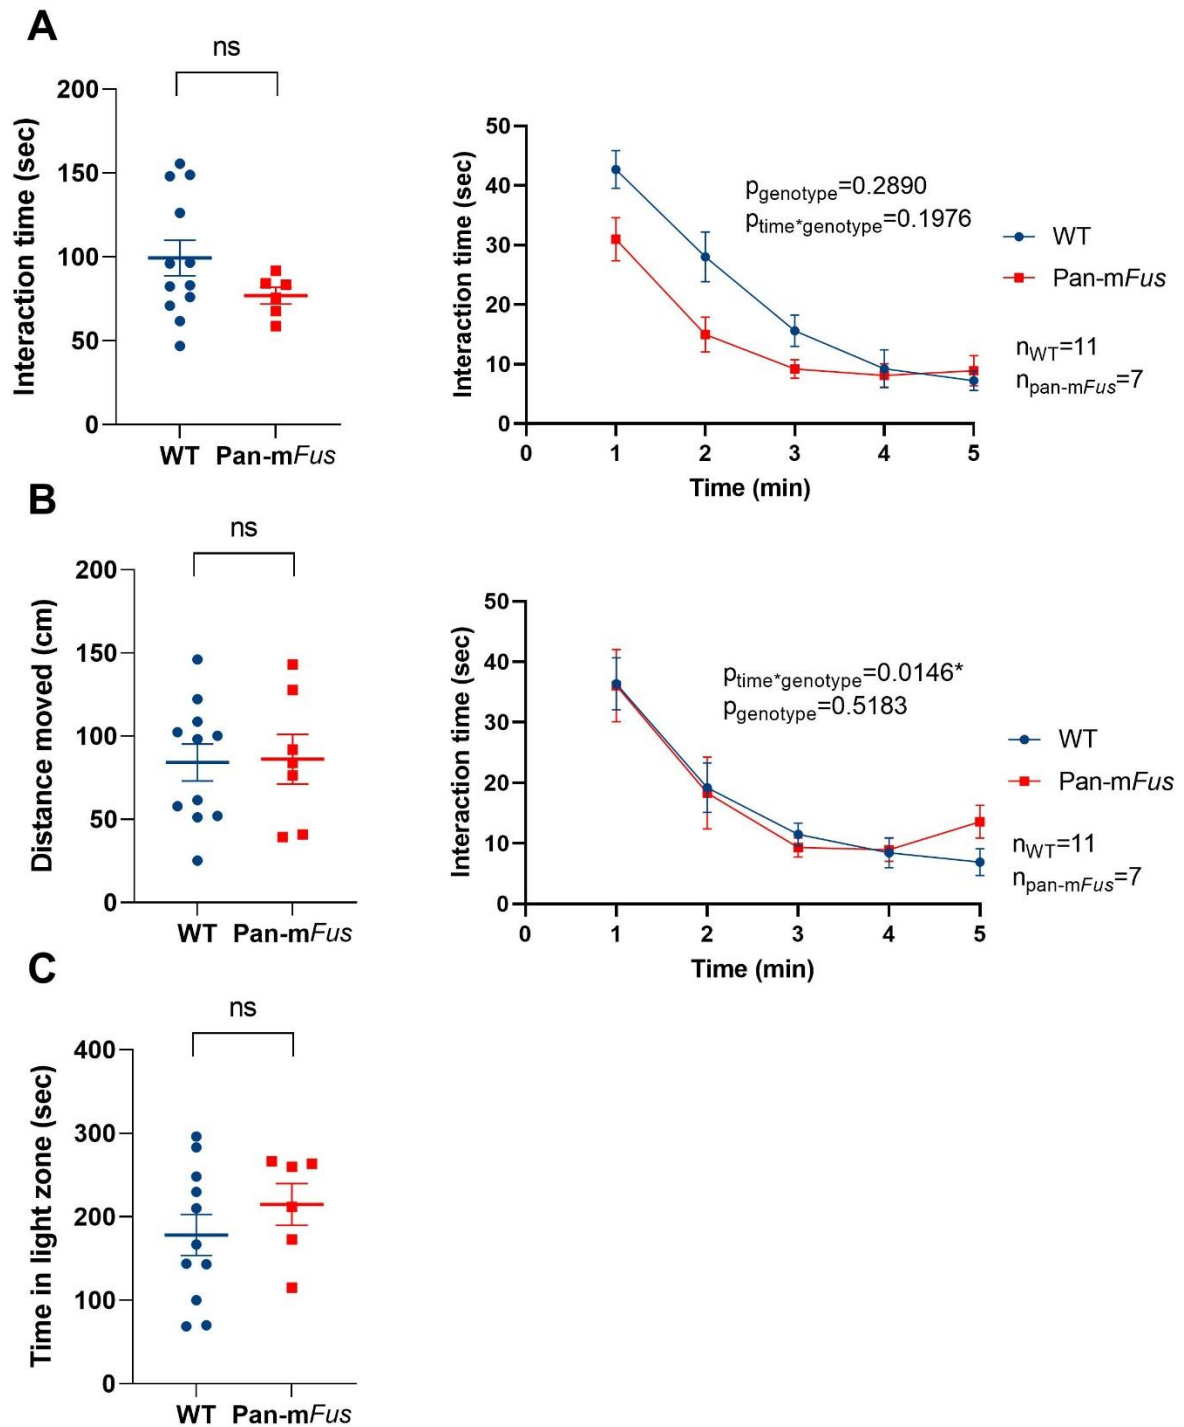 A
ns
Interaction time (sec)
200
150
100
50
0
WT Pan-mFus
Interaction time (sec)
50
40
30
20
10
0
0 1 2 3 4 5
Time (min)
pgenotype=0.2890
ptime*genotype=0.1976
WT
Pan-mFus
nWT=11
npan-mFus=7
B
ns
Distance moved (cm)
200
150
100
50
0
WT Pan-mFus
Interaction time (sec)
50
40
30
20
10
0
0 1 2 3 4 5
Time (min)
ptime*genotype=0.0146*
pgenotype=0.5183
WT
Pan-mFus
nWT=11
npan-mFus=7
C
ns
Time in light zone (sec)
400
300
200
100
0
WT Pan-mFus